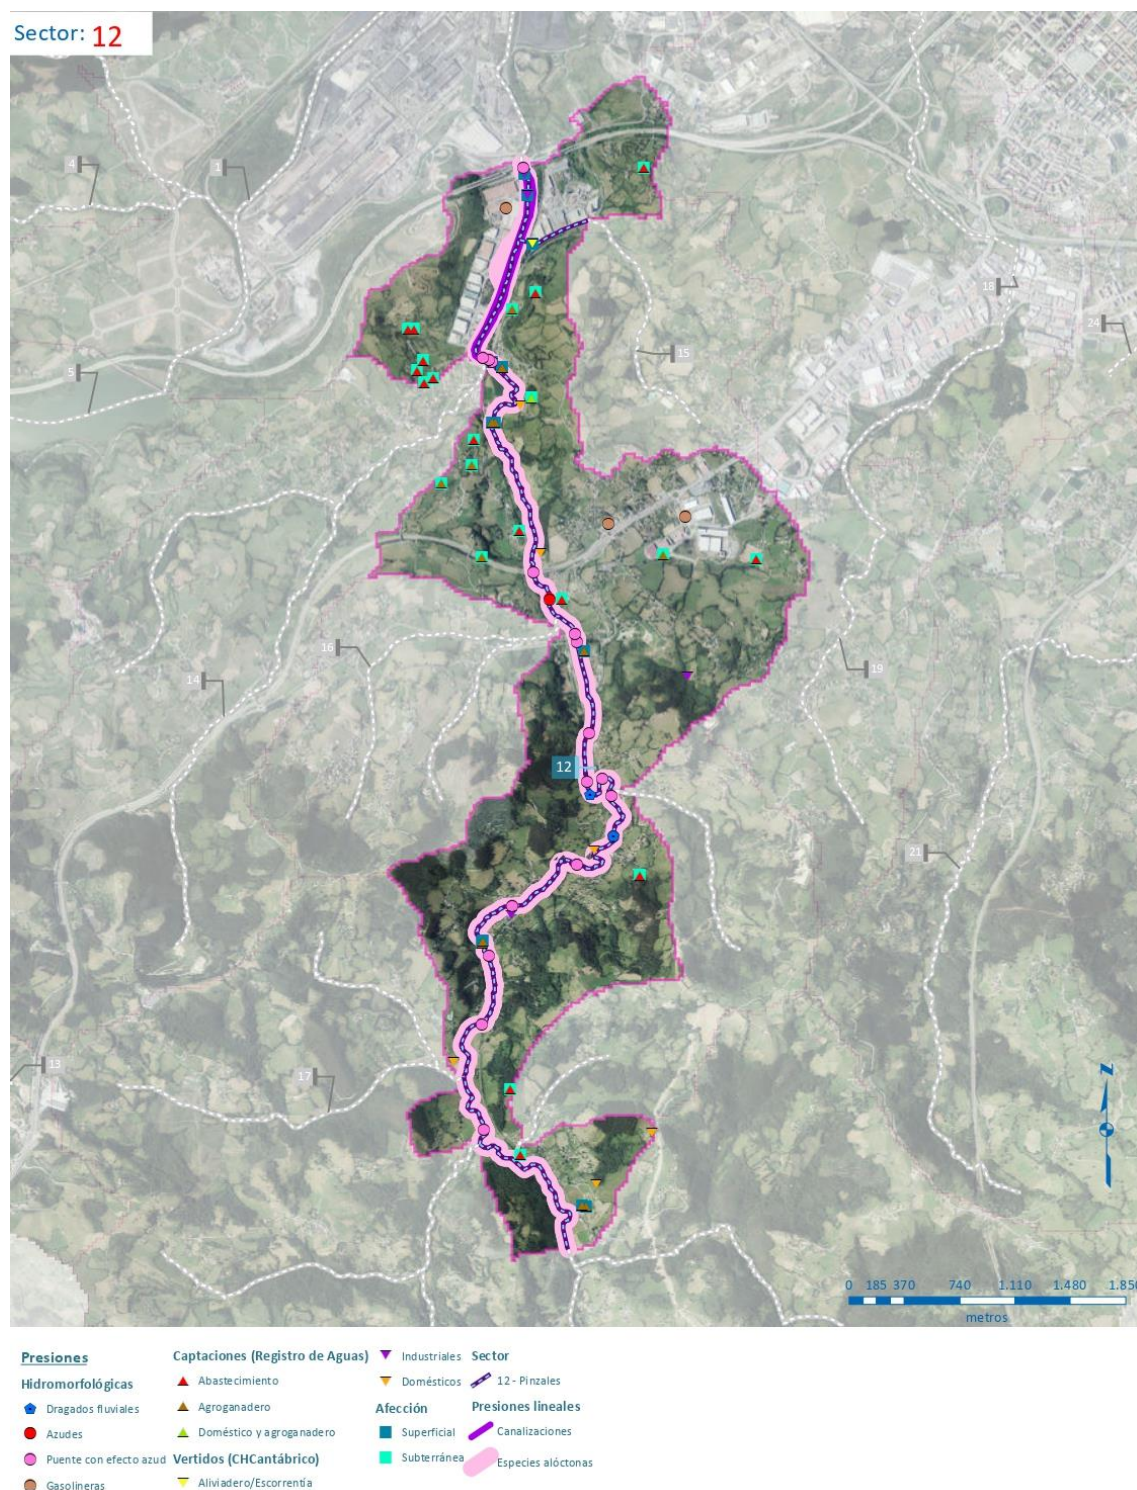 Sector: 12
4
1
18
24
5
15
16
14
19
12
21
13
17
Z
0 185 370 740 1.110 1.480 1.850
metros
Presiones
Hidromorfológicas
Dragados fluviales
Azudes
Puente con efecto azud
Gasolineras
Captaciones (Registro de Aguas)
Abastecimiento
Agroganadero
Doméstico y agroganadero
Vertidos (CHCantábrico)
Aliviadero/Escorrentía
Industriales
Domésticos
Afección
Superficial
Subterránea
Sector
12 - Pinzales
Presiones lineales
Canalizaciones
Especies alóctonas